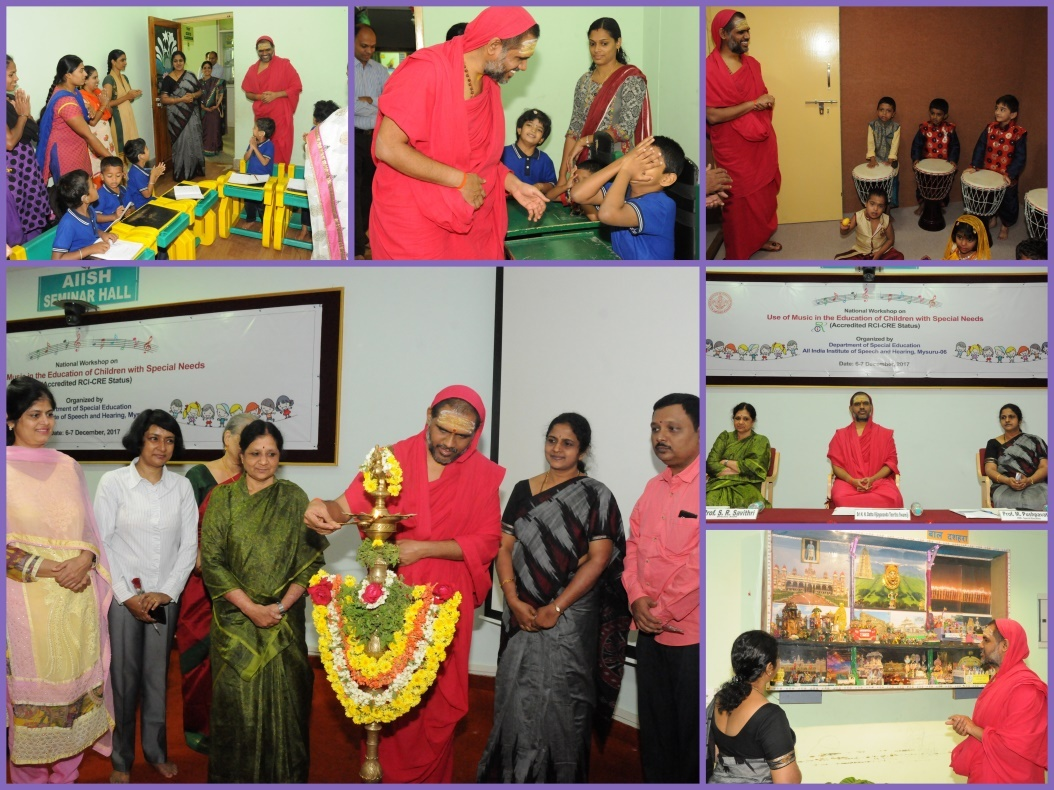 AIISH
SEMINAR HALL
National Workshop on
Music in the Education of Children with Special Needs
(Accredited RCI-CRE Status)
Organized by
Department of Special Education
of Speech and Hearing, Mysuru
Date: 6-7 December, 2017
National Workshop on
Use of Music in the Education of Children with Special Needs
(Accredited RCI-CRE Status)
Organized by
Department of Special Education
All India Institute of Speech and Hearing, Mysuru-06
Date: 6-7 December, 2017
Prof. S. R. Savithri
Prof. M. Pushpavathi